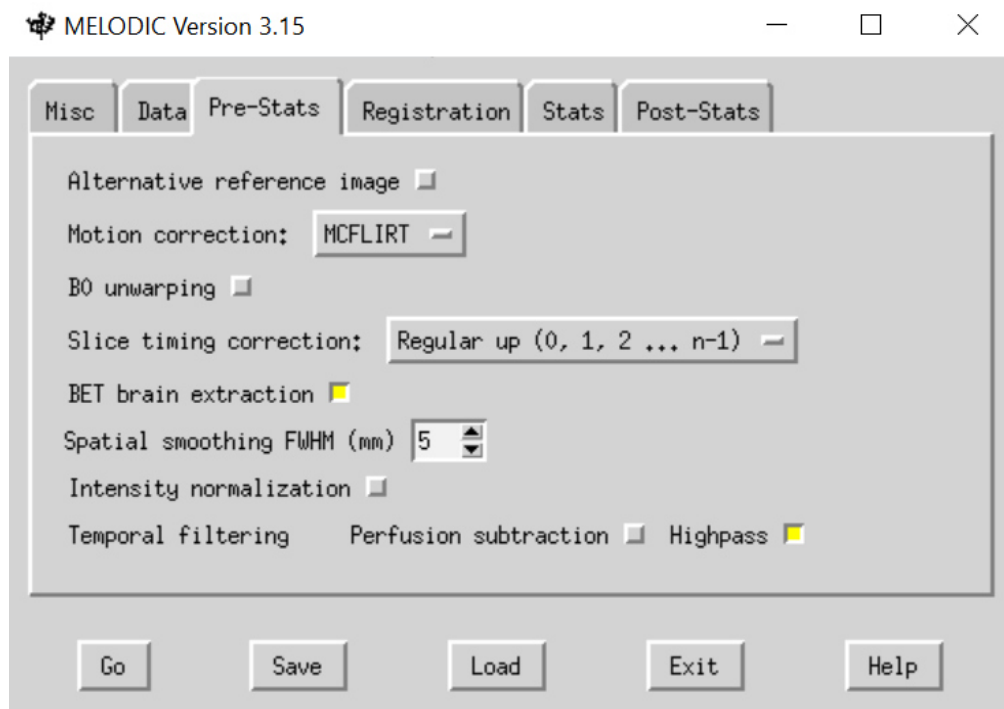 MELODIC Version 3.15
Misc Data Pre-Stats Registration Stats Post-Stats
Alternative reference image
Motion correction: MCFLIRT
B0 unwarping
Slice timing correction: Regular up (0, 1, 2 ... n-1)
BET brain extraction
Spatial smoothing FWHM (mm) 5
Intensity normalization
Temporal filtering Perfusion subtraction Highpass
Go Save Load Exit Help